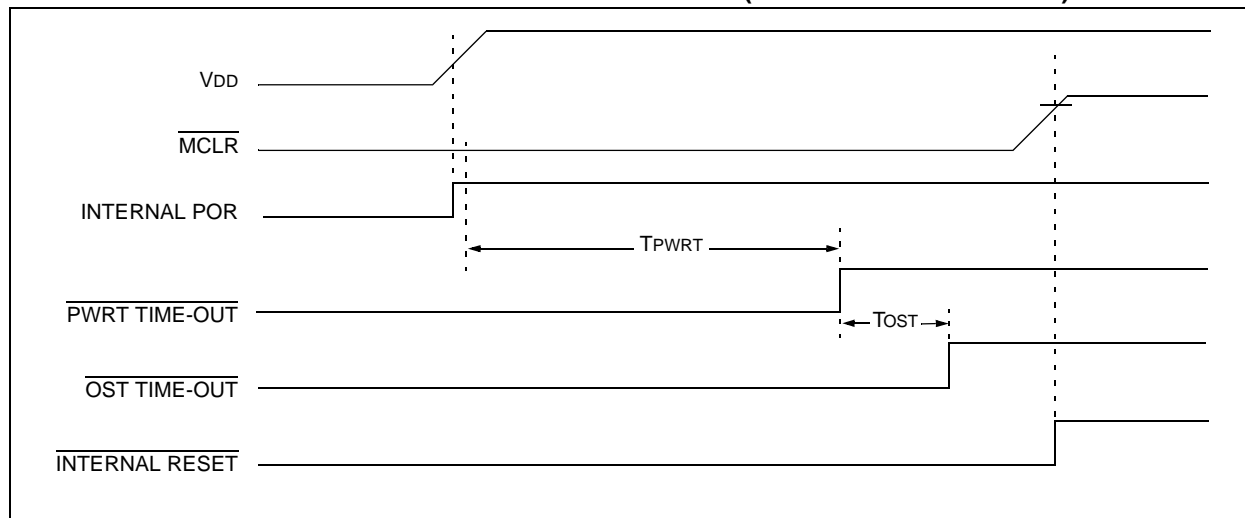 VDD
MCLR
INTERNAL POR
TPWRT
PWRT TIME-OUT
TOST
OST TIME-OUT
INTERNAL RESET